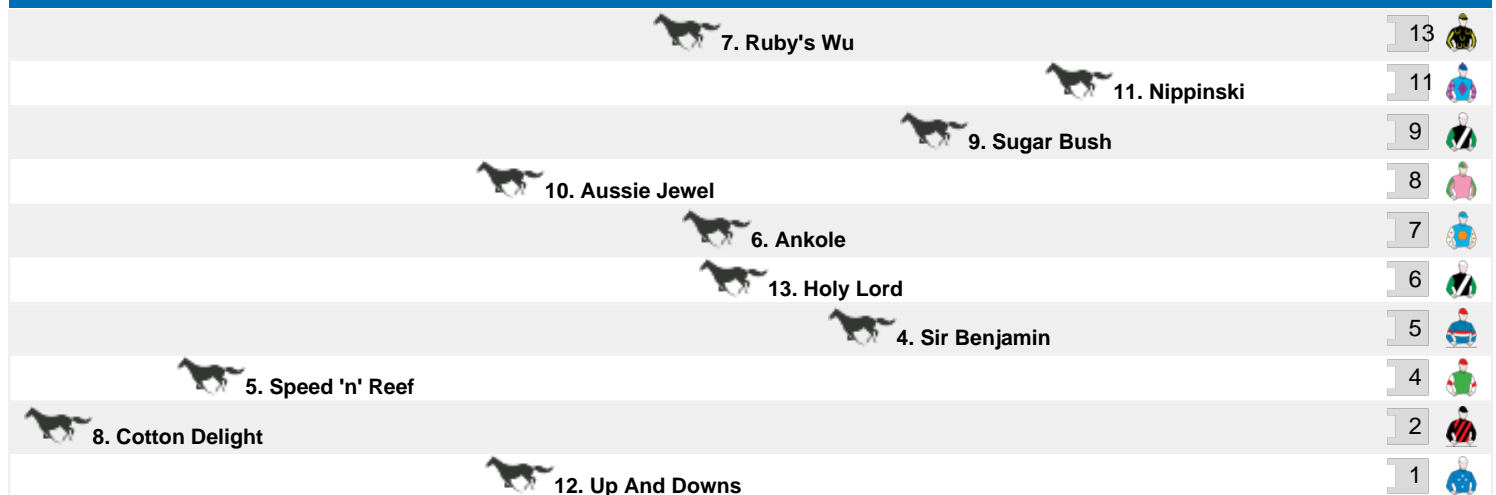 7. Ruby's Wu 13
11. Nippinski 11
9. Sugar Bush 9
10. Aussie Jewel 8
6. Ankole 7
13. Holy Lord 6
4. Sir Benjamin 5
5. Speed 'n' Reef 4
8. Cotton Delight 2
12. Up And Downs 1